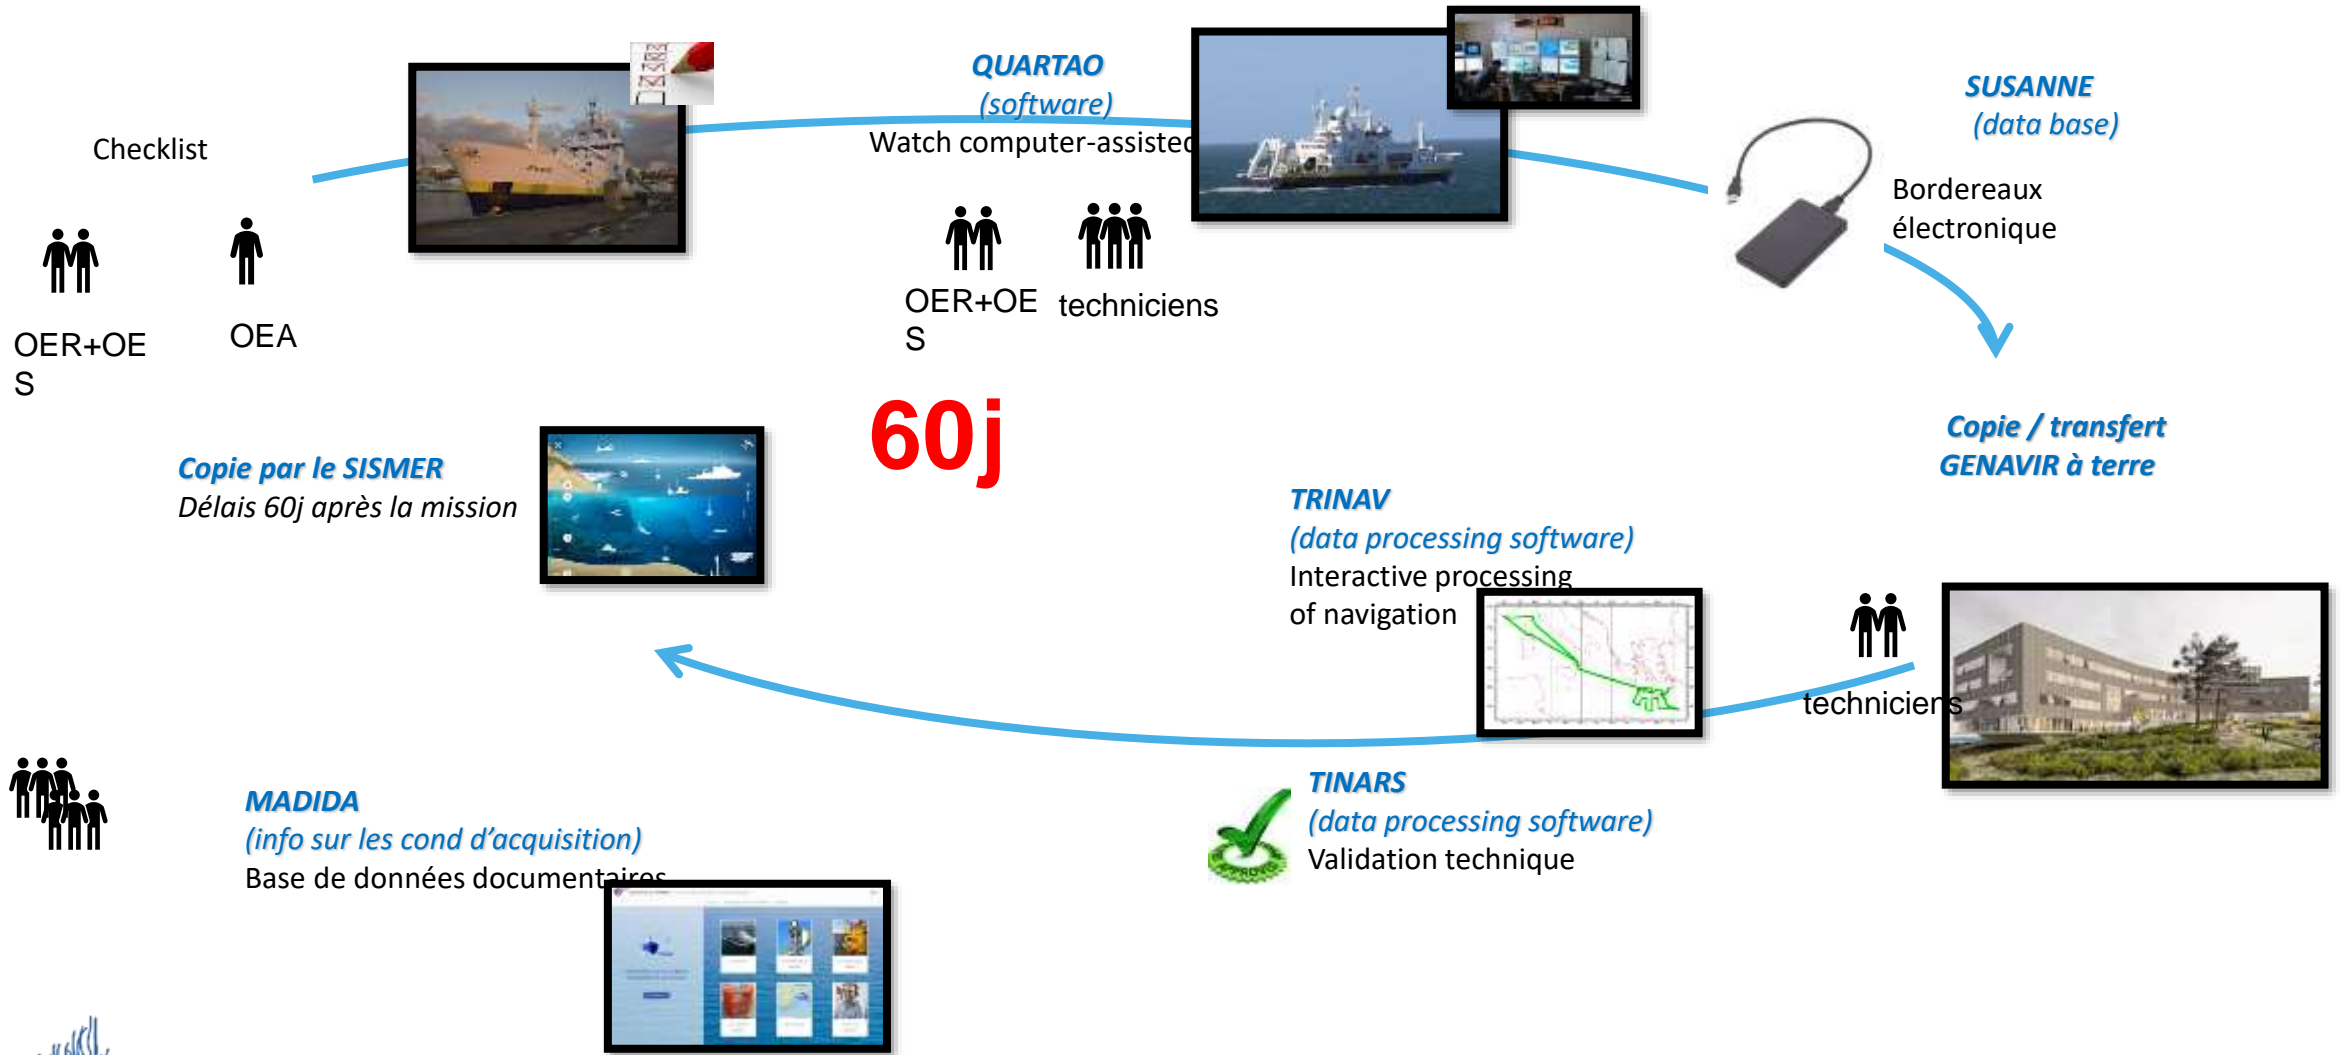 Checklist
OER+OE
S
OEA
QUARTAO
(software)
Watch computer-assisted
OER+OE
S
techniciens
SUSANNE
(data base)
Bordereaux
électronique
60j
Copie / transfert
GENAVIR à terre
Copie par le SISMER
Délais 60j après la mission
TRINAV
(data processing software)
Interactive processing
of navigation
techniciens
TINARS
(data processing software)
Validation technique
MADIDA
(info sur les cond d’acquisition)
Base de données documentaires